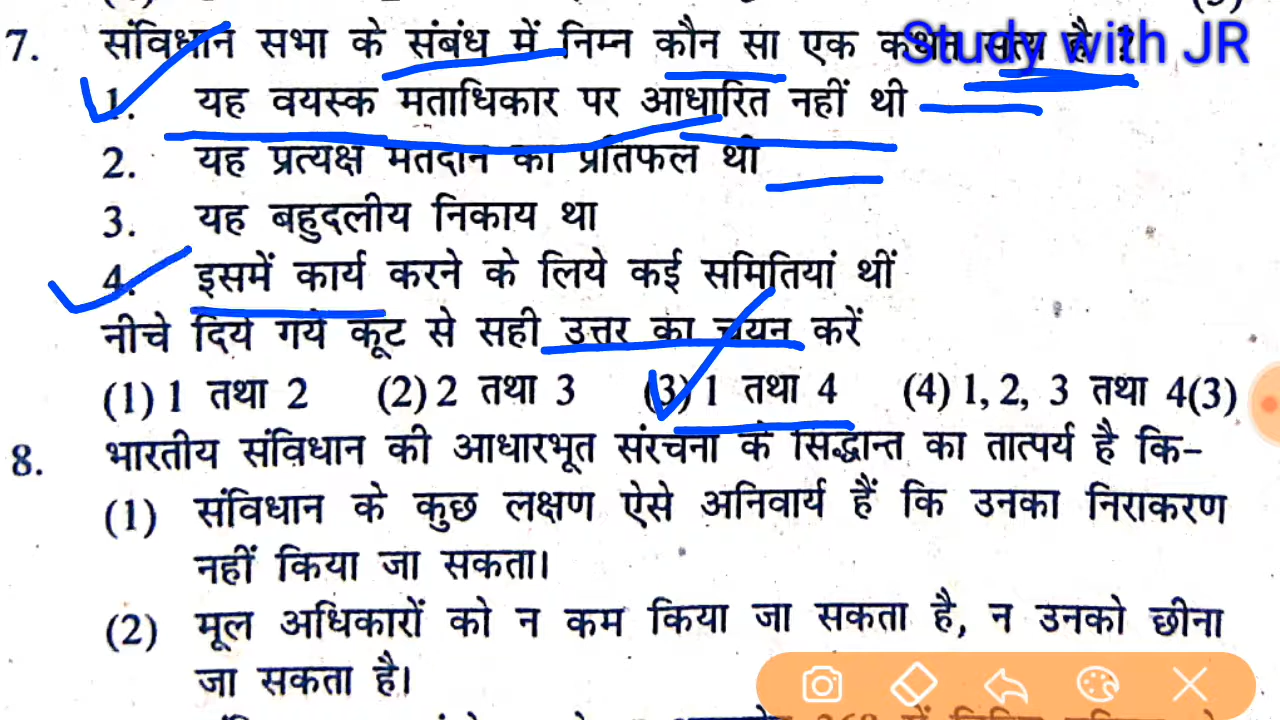 7. संविधान सभा के संबंध में निम्न कौन सा एक कथन सत्य है ?
Study with JR
1. यह वयस्क मताधिकार पर आधारित नहीं थी
2. यह प्रत्यक्ष मतदान का प्रतिफल थी
3. यह बहुदलीय निकाय था
4. इसमें कार्य करने के लिये कई समितियां थीं
नीचे दिये गये कूट से सही उत्तर का चयन करें
(1) 1 तथा 2 (2) 2 तथा 3 (3) 1 तथा 4 (4) 1, 2, 3 तथा 4(3)
8. भारतीय संविधान की आधारभूत संरचना के सिद्धान्त का तात्पर्य है कि-
(1) संविधान के कुछ लक्षण ऐसे अनिवार्य हैं कि उनका निराकरण
नहीं किया जा सकता।
(2) मूल अधिकारों को न कम किया जा सकता है, न उनको छीना
जा सकता है।